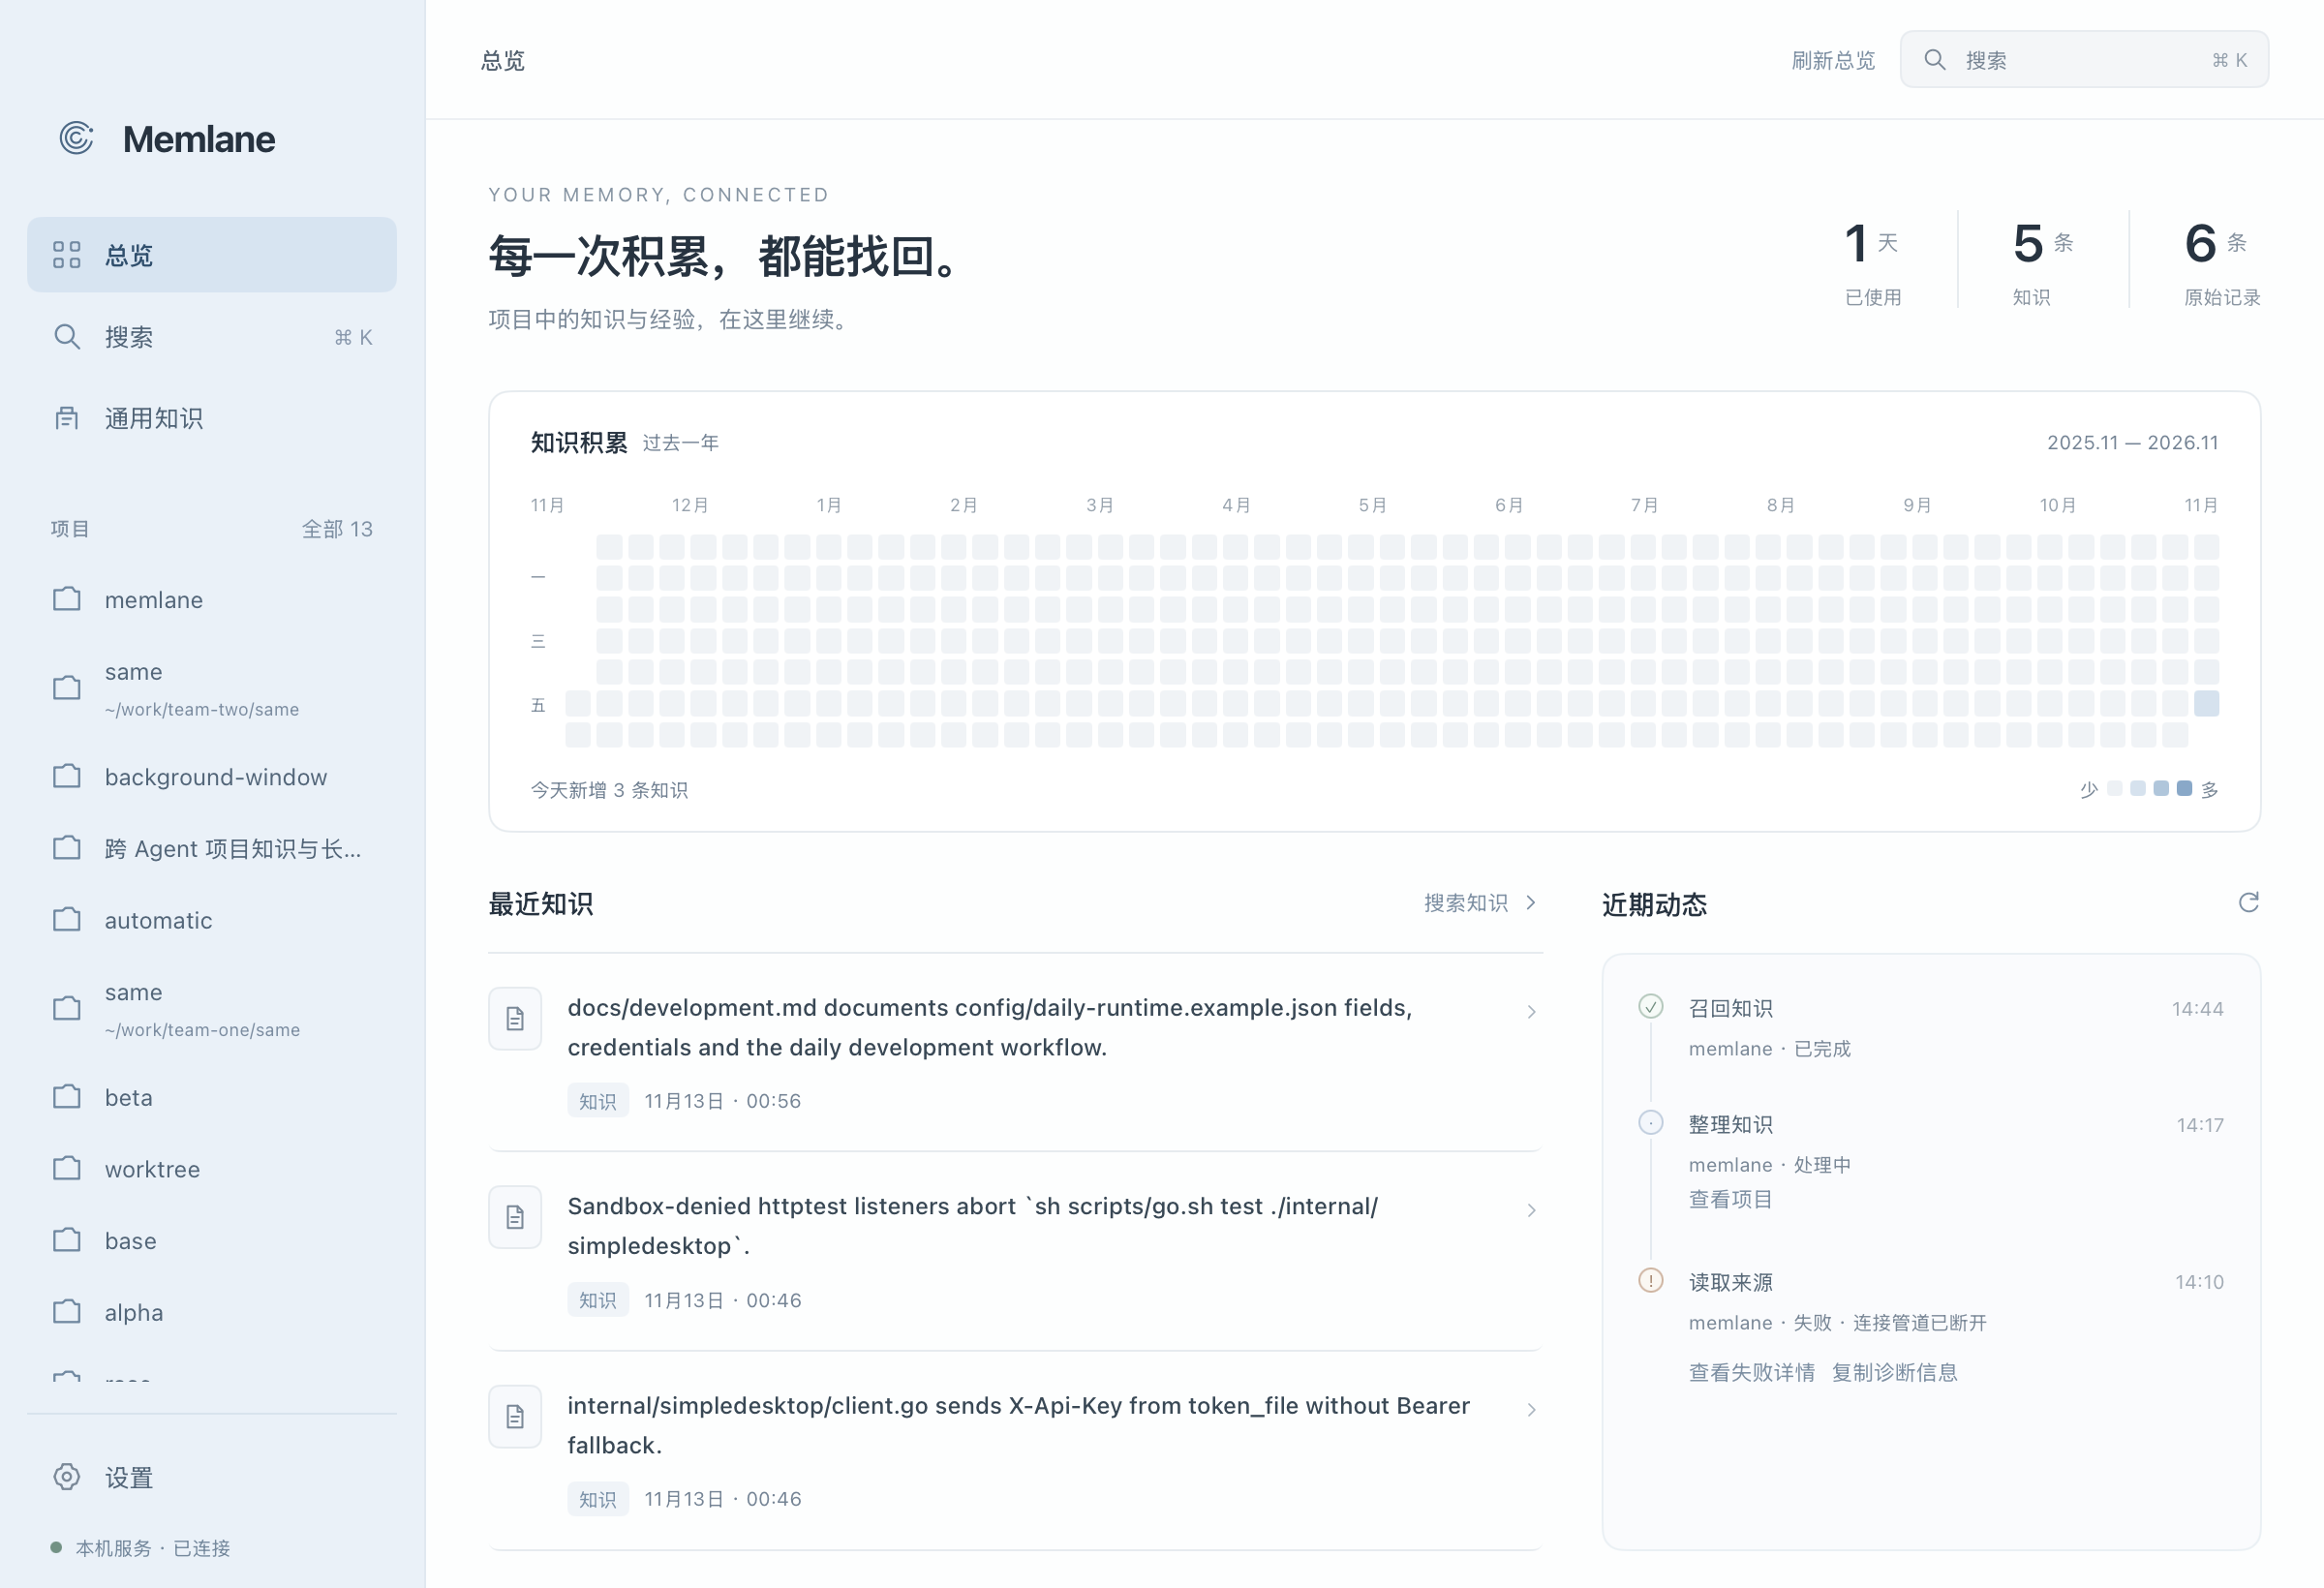 Memlane
总览
搜索 ⌘ K
通用知识
项目 全部 13
memlane
same
~/work/team-two/same
background-window
跨 Agent 项目知识与长...
automatic
same
~/work/team-one/same
beta
worktree
base
alpha
设置
本机服务 · 已连接
总览
刷新总览
搜索 ⌘ K
YOUR MEMORY, CONNECTED
每一次积累，都能找回。
项目中的知识与经验，在这里继续。
1 天
已使用
5 条
知识
6 条
原始记录
知识积累 过去一年
2025.11 — 2026.11
11月 12月 1月 2月 3月 4月 5月 6月 7月 8月 9月 10月 11月
一
三
五
今天新增 3 条知识
少 多
最近知识
搜索知识
docs/development.md documents config/daily-runtime.example.json fields,
credentials and the daily development workflow.
知识 11月13日 · 00:56
Sandbox-denied httptest listeners abort `sh scripts/go.sh test ./internal/
simpledesktop`.
知识 11月13日 · 00:46
internal/simpledesktop/client.go sends X-Api-Key from token_file without Bearer
fallback.
知识 11月13日 · 00:46
近期动态
召回知识 14:44
memlane · 已完成
整理知识 14:17
memlane · 处理中
查看项目
读取来源 14:10
memlane · 失败 · 连接管道已断开
查看失败详情 复制诊断信息